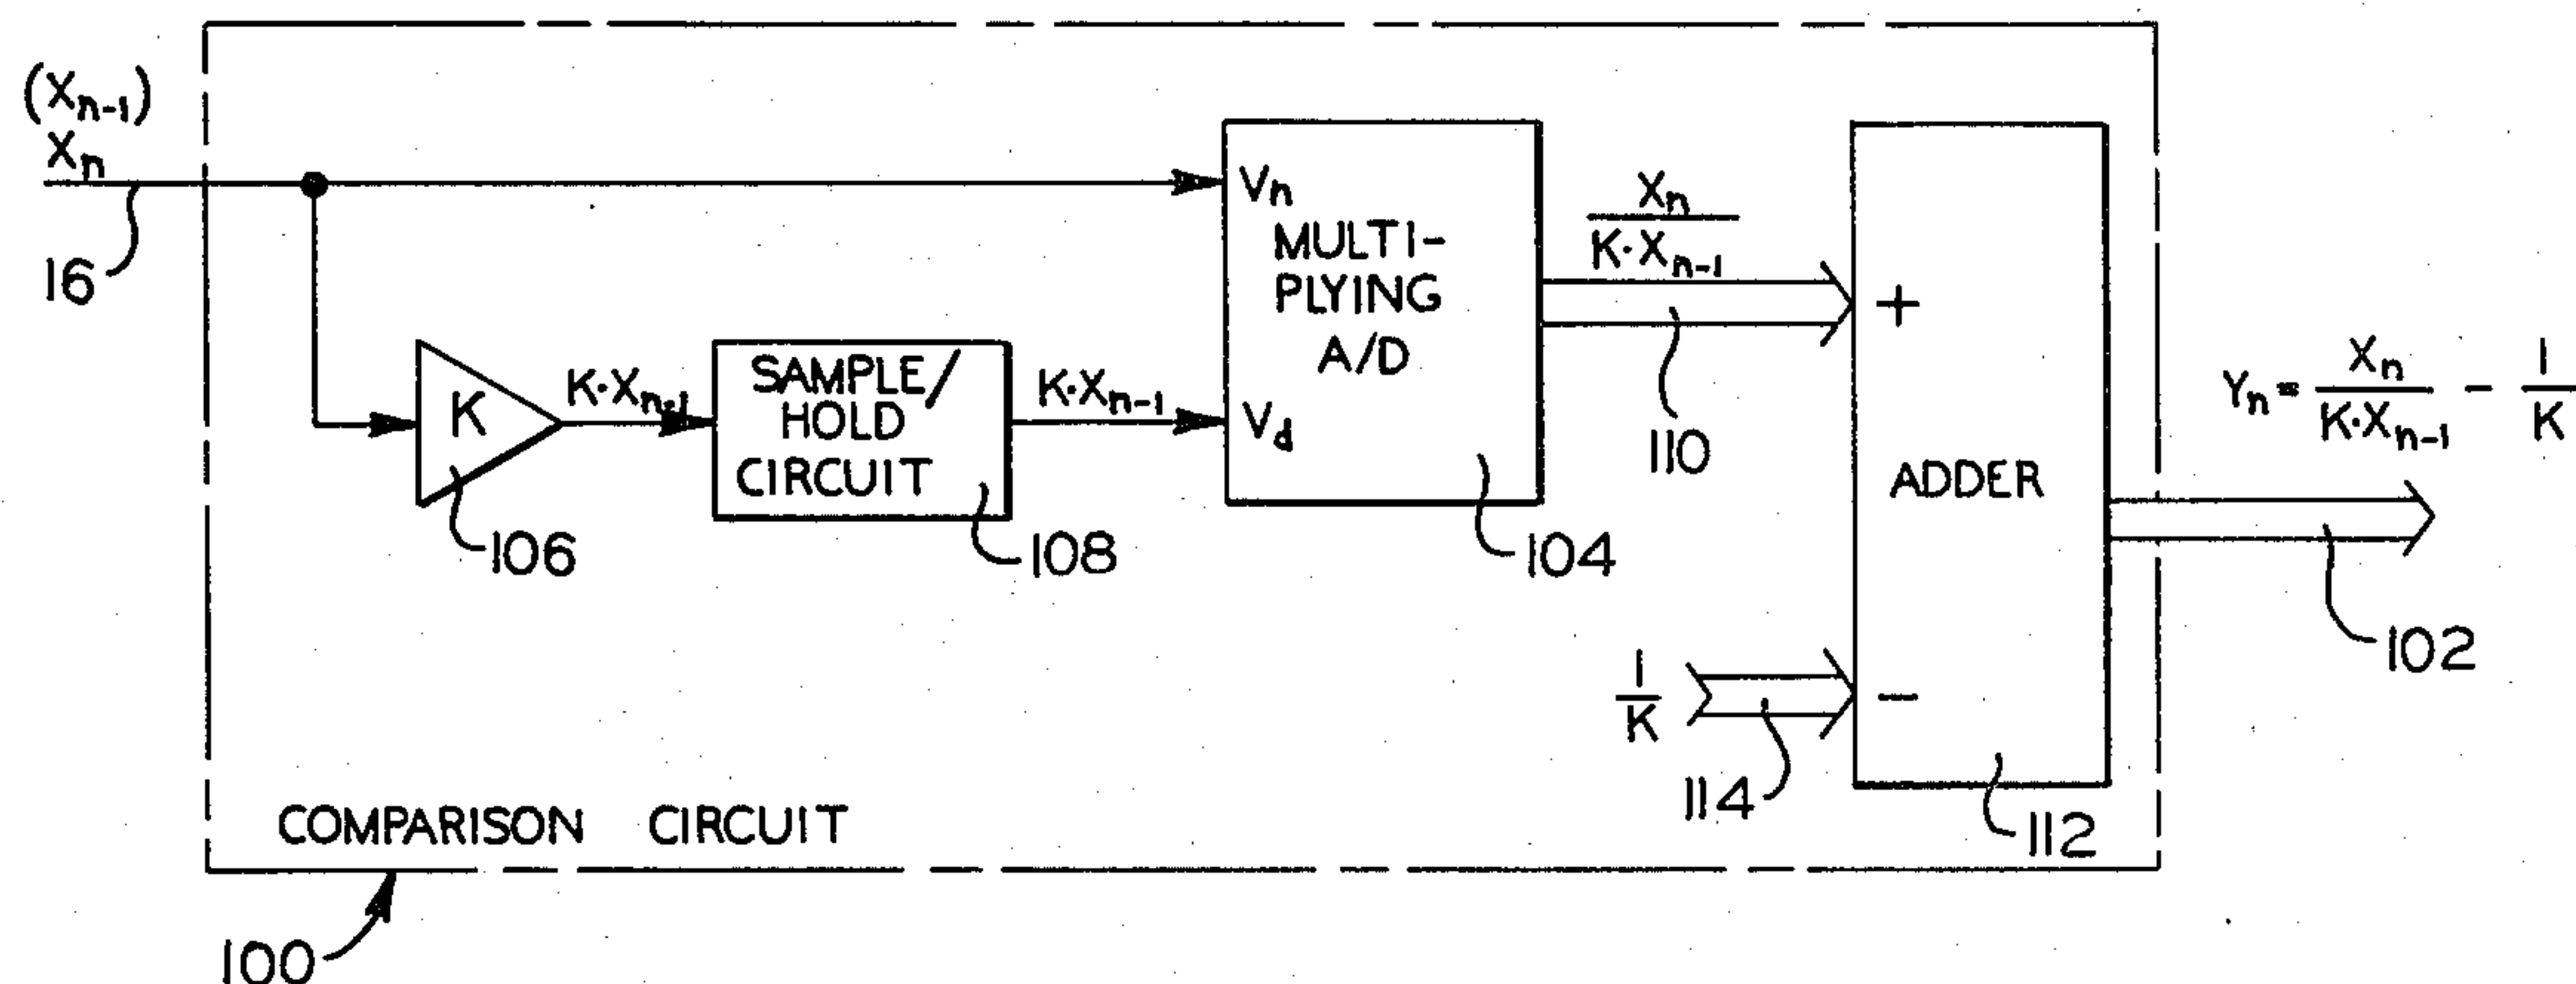 (Xn-1)
Xn
16
K
106
K·Xn-1
SAMPLE/
HOLD
CIRCUIT
108
K·Xn-1
Vn
MULTI-
PLYING
A/D
Vd
104
Xn
K·Xn-1
110
+
ADDER
−
1
K
114
112
Yn = Xn / K·Xn-1 − 1 / K
102
COMPARISON CIRCUIT
100